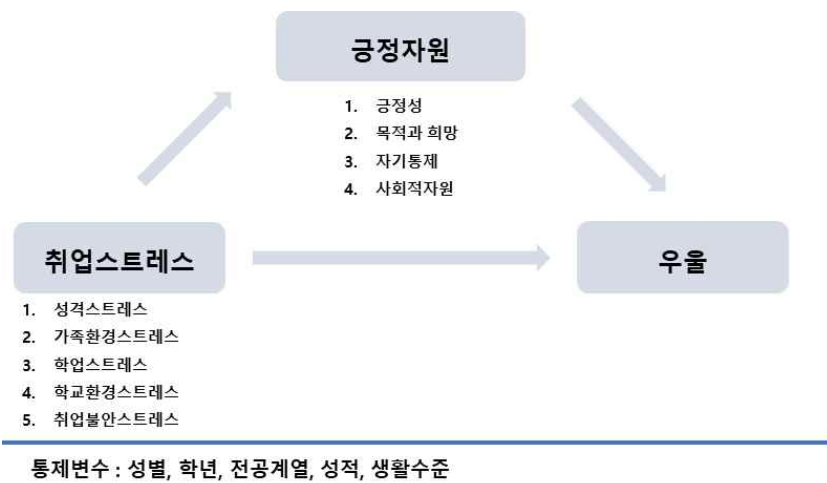 긍정자원
1. 긍정성
2. 목적과 희망
3. 자기통제
4. 사회적자원
취업스트레스
우울
1. 성격스트레스
2. 가족환경스트레스
3. 학업스트레스
4. 학교환경스트레스
5. 취업불안스트레스
통제변수 : 성별, 학년, 전공계열, 성적, 생활수준